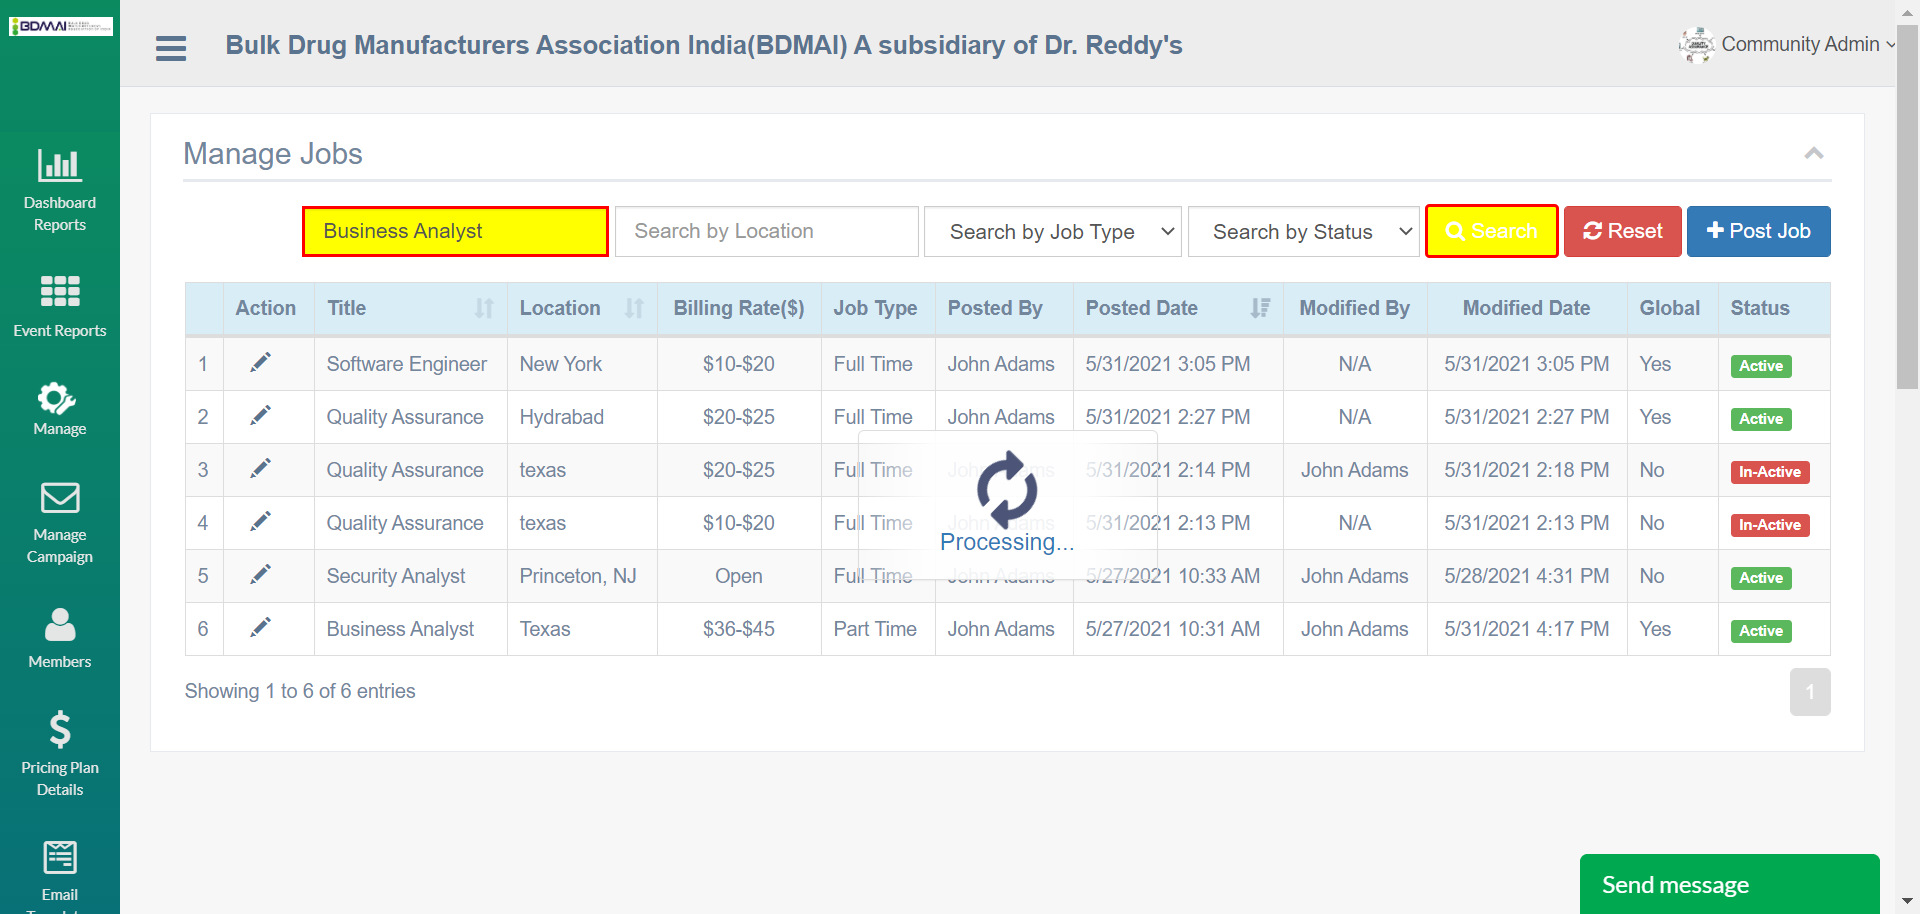 BDMAI
Bulk Drug Manufacturers Association India(BDMAI) A subsidiary of Dr. Reddy's
Community Admin
Dashboard
Reports
Event Reports
Manage
Manage
Campaign
Members
Pricing Plan
Details
Email
Manage Jobs
Business Analyst Search by Location Search by Job Type Search by Status Search Reset Post Job
Action Title Location Billing Rate($) Job Type Posted By Posted Date Modified By Modified Date Global Status
1 Software Engineer New York $10-$20 Full Time John Adams 5/31/2021 3:05 PM N/A 5/31/2021 3:05 PM Yes Active
2 Quality Assurance Hydrabad $20-$25 Full Time John Adams 5/31/2021 2:27 PM N/A 5/31/2021 2:27 PM Yes Active
3 Quality Assurance texas $20-$25 Full Time John Adams 5/31/2021 2:14 PM John Adams 5/31/2021 2:18 PM No In-Active
4 Quality Assurance texas $10-$20 Full Time John Adams 5/31/2021 2:13 PM N/A 5/31/2021 2:13 PM No In-Active
5 Security Analyst Princeton, NJ Open Full Time John Adams 5/27/2021 10:33 AM John Adams 5/28/2021 4:31 PM No Active
6 Business Analyst Texas $36-$45 Part Time John Adams 5/27/2021 10:31 AM John Adams 5/31/2021 4:17 PM Yes Active
Processing...
Showing 1 to 6 of 6 entries
1
Send message